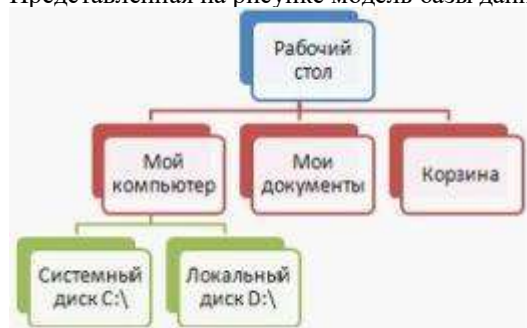 Представленная на рисунке модель базы дан
Рабочий
стол
Мой
компьютер
Мои
документы
Корзина
Системный
диск C:\
Локальный
диск D:\